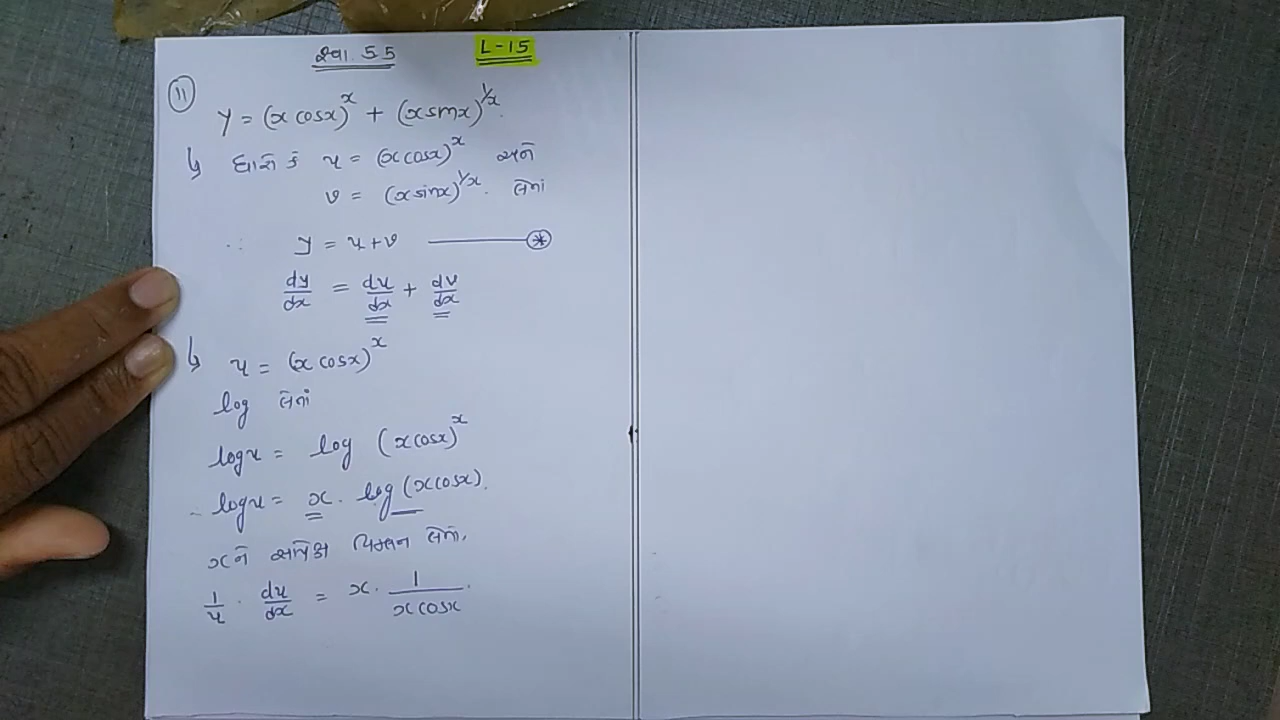 સ્વા. 5.5
L-15
11
y = (x cosx)^x + (x sinx)^1/x.
↳ ધારો કે u = (x cosx)^x અને
v = (x sinx)^1/x. લેતાં
∴ y = u+v ——— ⊛
dy/dx = du/dx + dv/dx
↳ u = (x cosx)^x
log લેતાં
log u = log (x cosx)^x
∴ log u = x · log (x cosx).
x ને સાપેક્ષ વિકલન લેતાં,
1/u · du/dx = x · 1/x cosx ·